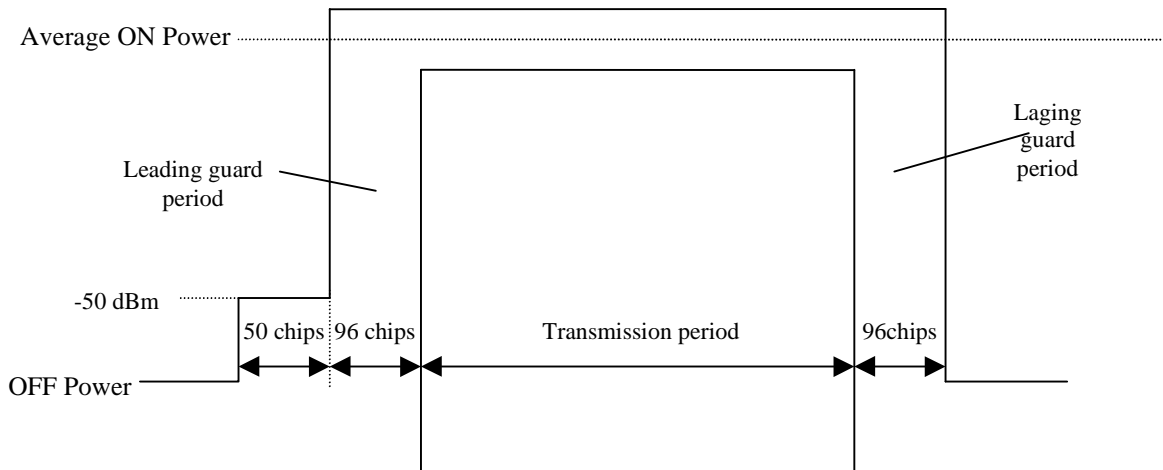 Average ON Power
Laging
guard
period
Leading guard
period
-50 dBm
50 chips
96 chips
Transmission period
96chips
OFF Power